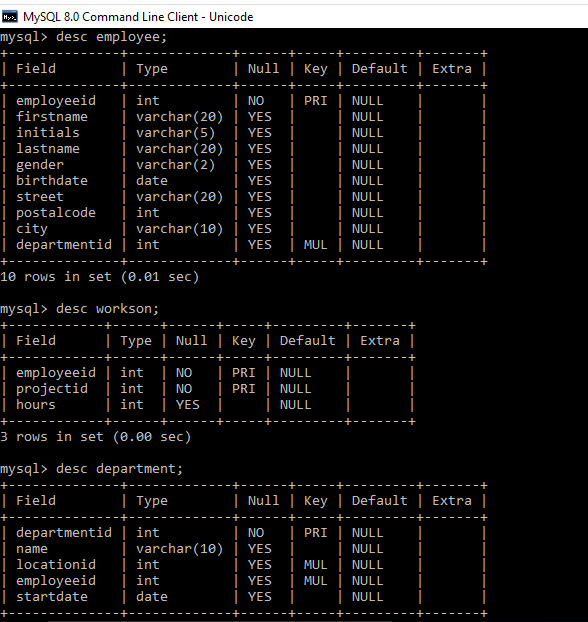 MySQL 8.0 Command Line Client - Unicode
mysql> desc employee;
+--------------+-------------+------+-----+---------+-------+
| Field        | Type        | Null | Key | Default | Extra |
+--------------+-------------+------+-----+---------+-------+
| employeeid   | int         | NO   | PRI | NULL    |       |
| firstname    | varchar(20) | YES  |     | NULL    |       |
| initials     | varchar(5)  | YES  |     | NULL    |       |
| lastname     | varchar(20) | YES  |     | NULL    |       |
| gender       | varchar(2)  | YES  |     | NULL    |       |
| birthdate    | date        | YES  |     | NULL    |       |
| street       | varchar(20) | YES  |     | NULL    |       |
| postalcode   | int         | YES  |     | NULL    |       |
| city         | varchar(10) | YES  |     | NULL    |       |
| departmentid | int         | YES  | MUL | NULL    |       |
+--------------+-------------+------+-----+---------+-------+
10 rows in set (0.01 sec)
mysql> desc workson;
+------------+------+------+-----+---------+-------+
| Field      | Type | Null | Key | Default | Extra |
+------------+------+------+-----+---------+-------+
| employeeid | int  | NO   | PRI | NULL    |       |
| projectid  | int  | NO   | PRI | NULL    |       |
| hours      | int  | YES  |     | NULL    |       |
+------------+------+------+-----+---------+-------+
3 rows in set (0.00 sec)
mysql> desc department;
+--------------+-------------+------+-----+---------+-------+
| Field        | Type        | Null | Key | Default | Extra |
+--------------+-------------+------+-----+---------+-------+
| departmentid | int         | NO   | PRI | NULL    |       |
| name         | varchar(10) | YES  |     | NULL    |       |
| locationid   | int         | YES  | MUL | NULL    |       |
| employeeid   | int         | YES  | MUL | NULL    |       |
| startdate    | date        | YES  |     | NULL    |       |
+--------------+-------------+------+-----+---------+-------+